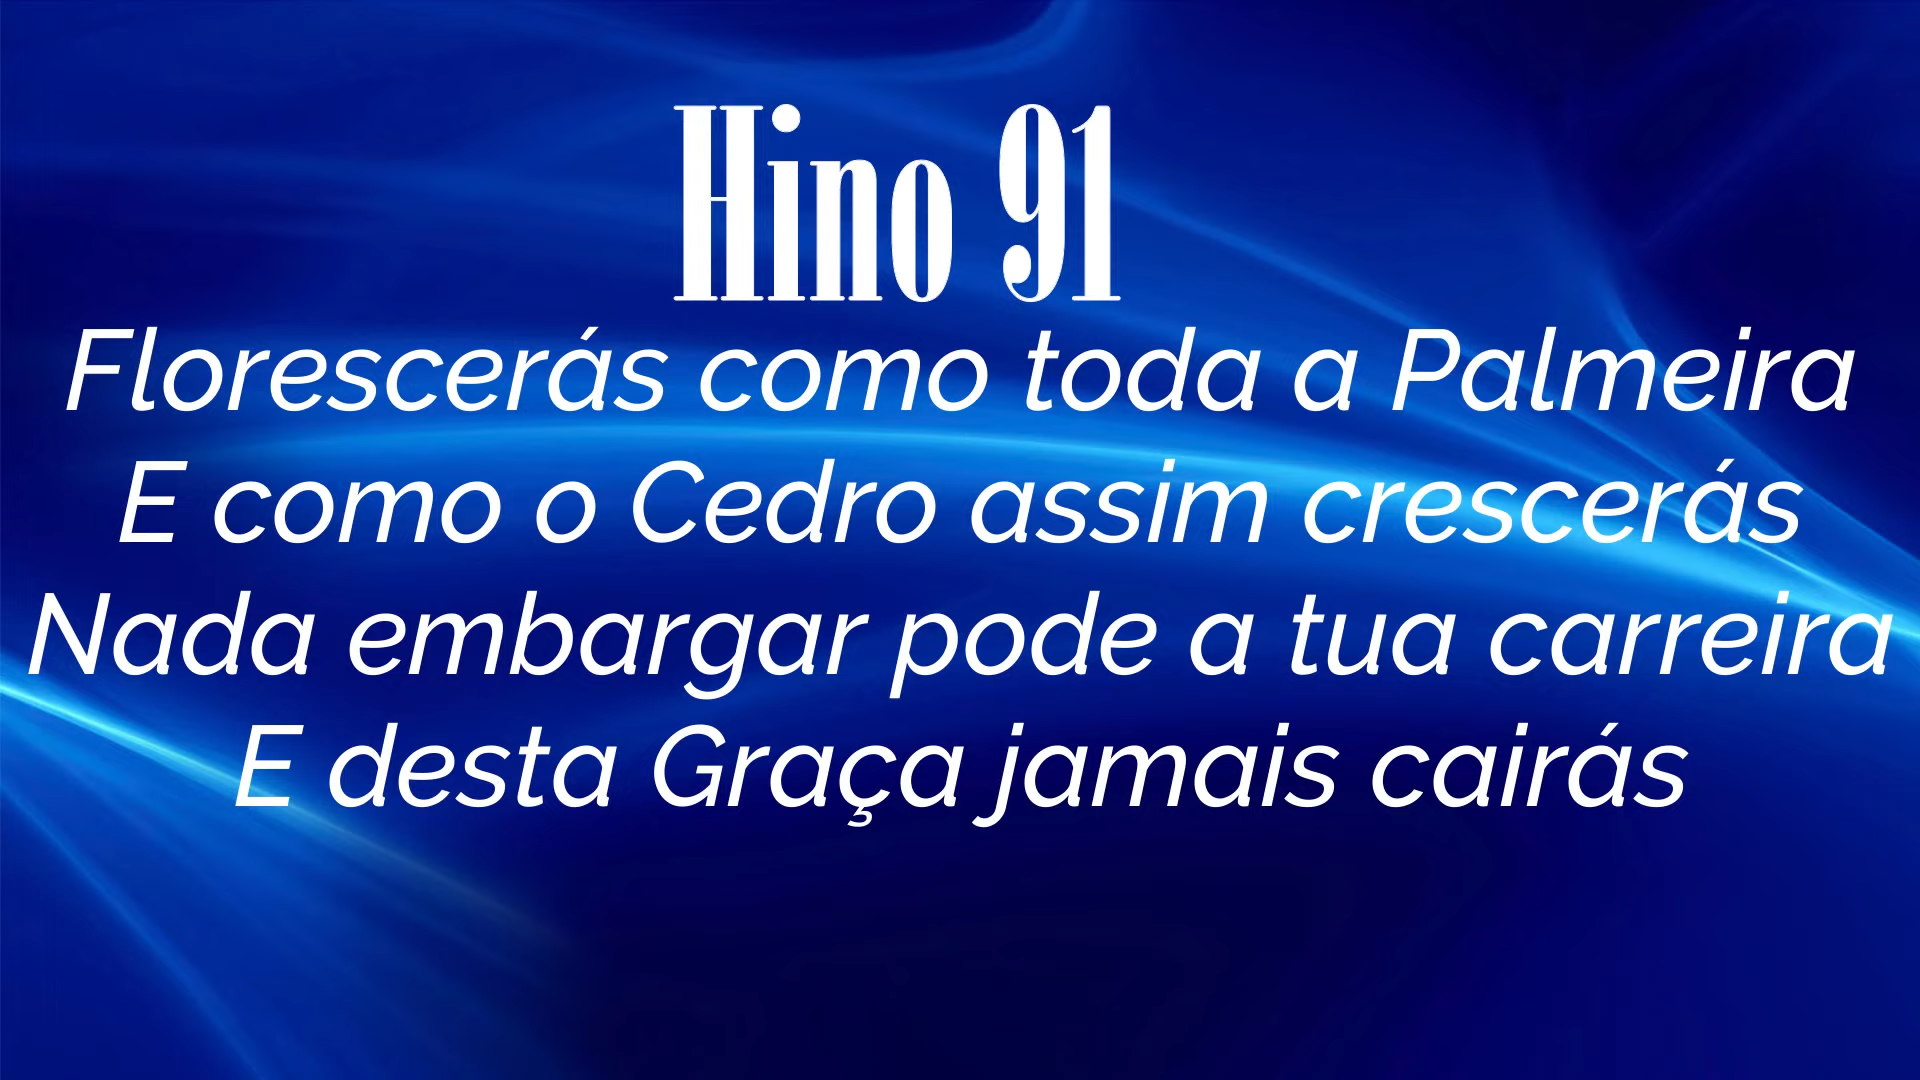 Hino 91
Florescerás como toda a Palmeira
E como o Cedro assim crescerás
Nada embargar pode a tua carreira
E desta Graça jamais cairás